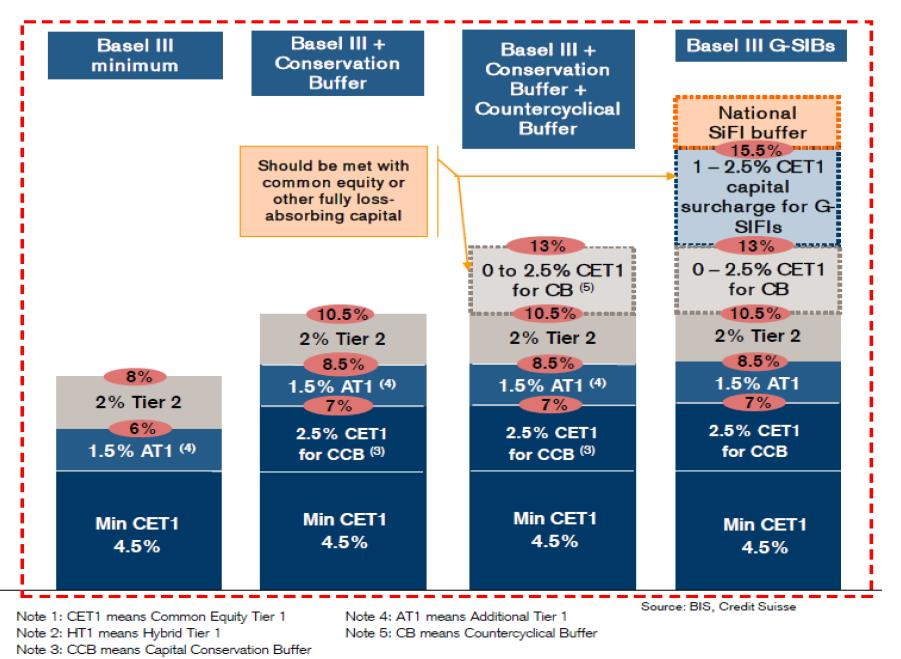 Basel III
minimum
Basel III +
Conservation
Buffer
Basel III +
Conservation
Buffer +
Countercyclical
Buffer
Basel III G-SIBs
National
SiFI buffer
15.5%
1 – 2.5% CET1
capital
surcharge for G-
SIFIs
Should be met with
common equity or
other fully loss-
absorbing capital
13%
0 to 2.5% CET1
for CB (5)
13%
0 – 2.5% CET1
for CB
10.5%
2% Tier 2
8.5%
1.5% AT1 (4)
7%
2.5% CET1
for CCB (3)
Min CET1
4.5%
10.5%
2% Tier 2
8.5%
1.5% AT1 (4)
7%
2.5% CET1
for CCB (3)
Min CET1
4.5%
10.5%
2% Tier 2
8.5%
1.5% AT1
7%
2.5% CET1
for CCB
Min CET1
4.5%
8%
2% Tier 2
6%
1.5% AT1 (4)
Min CET1
4.5%
Note 1: CET1 means Common Equity Tier 1
Note 2: HT1 means Hybrid Tier 1
Note 3: CCB means Capital Conservation Buffer
Note 4: AT1 means Additional Tier 1
Note 5: CB means Countercyclical Buffer
Source: BIS, Credit Suisse